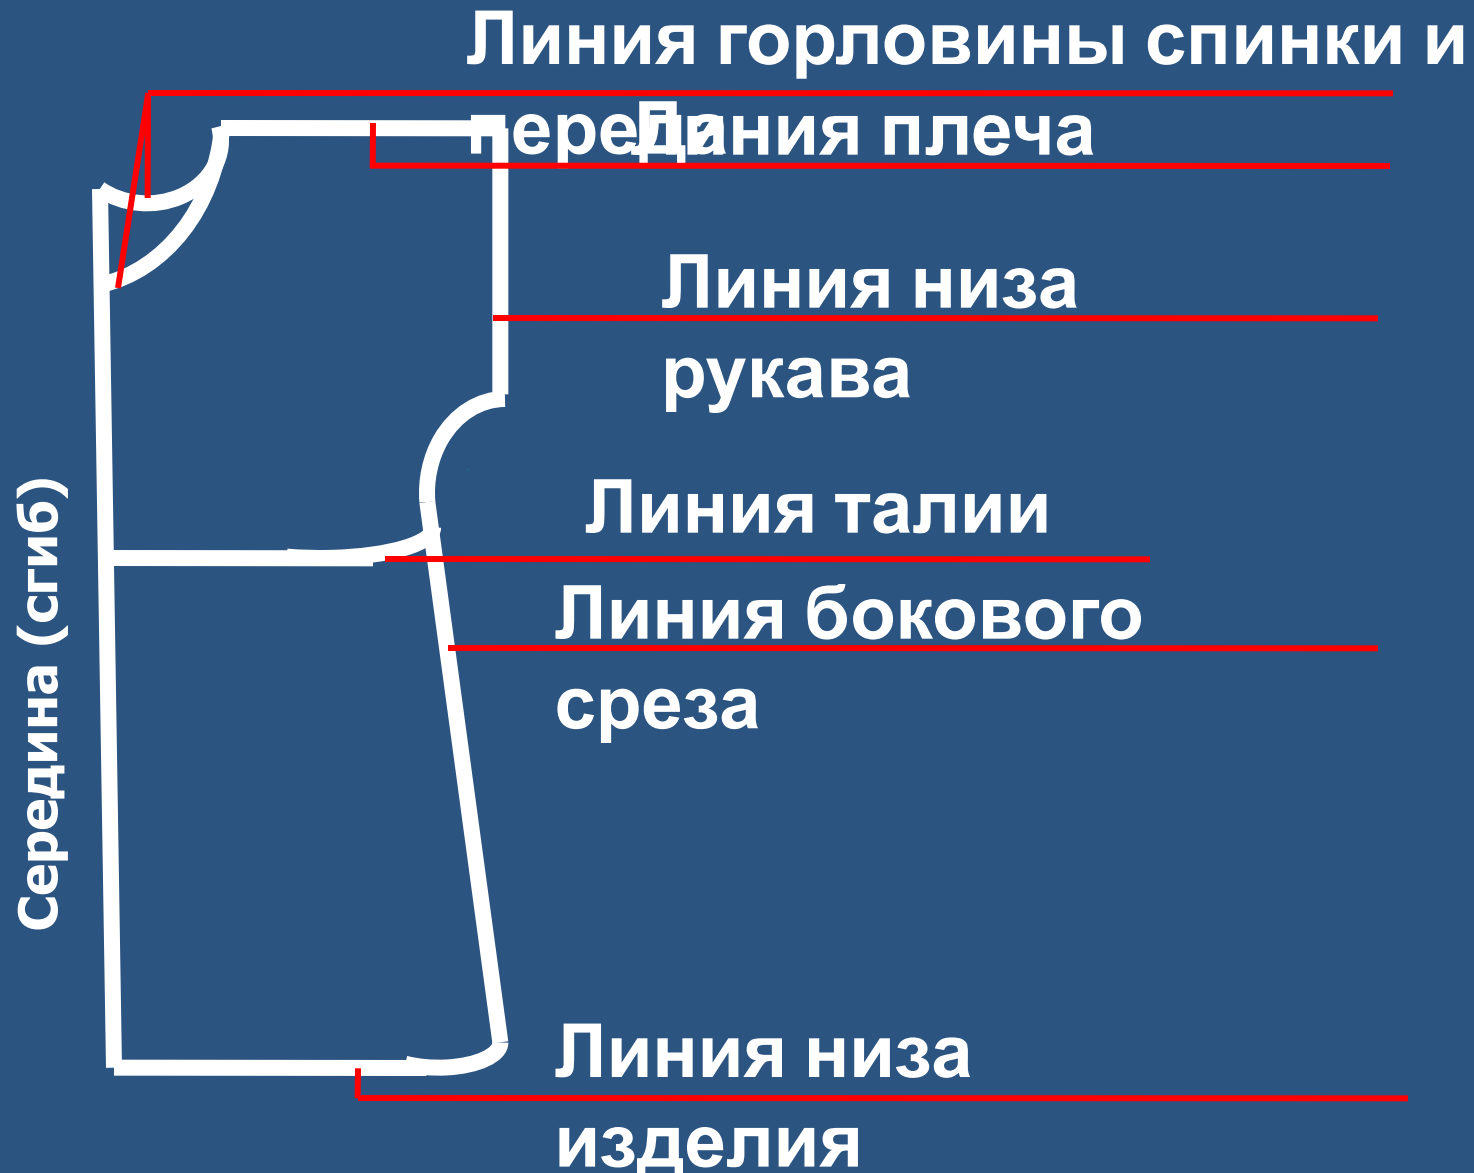 Линия горловины спинки и
переда
Линия плеча
Линия низа
рукава
Линия талии
Линия бокового
среза
Середина (сгиб)
Линия низа
изделия